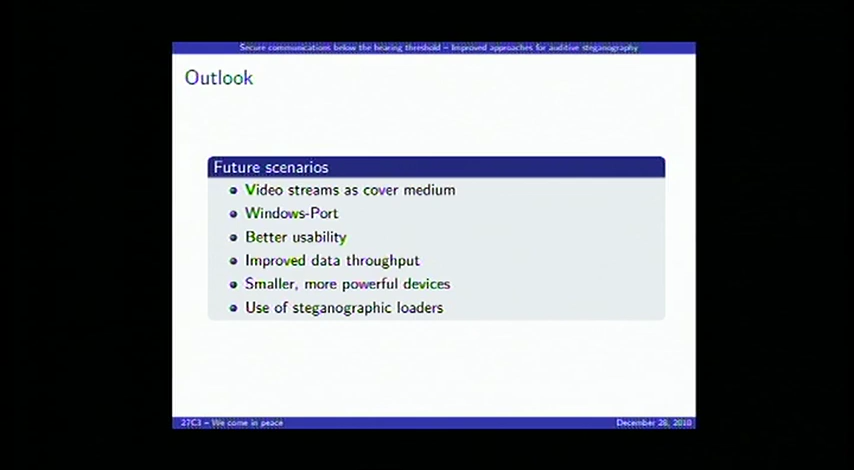 Secure communications below the hearing threshold – Improved approaches for auditive steganography
Outlook
Future scenarios
Video streams as cover medium
Windows-Port
Better usability
Improved data throughput
Smaller, more powerful devices
Use of steganographic loaders
27C3 – We come in peace
December 28, 2010